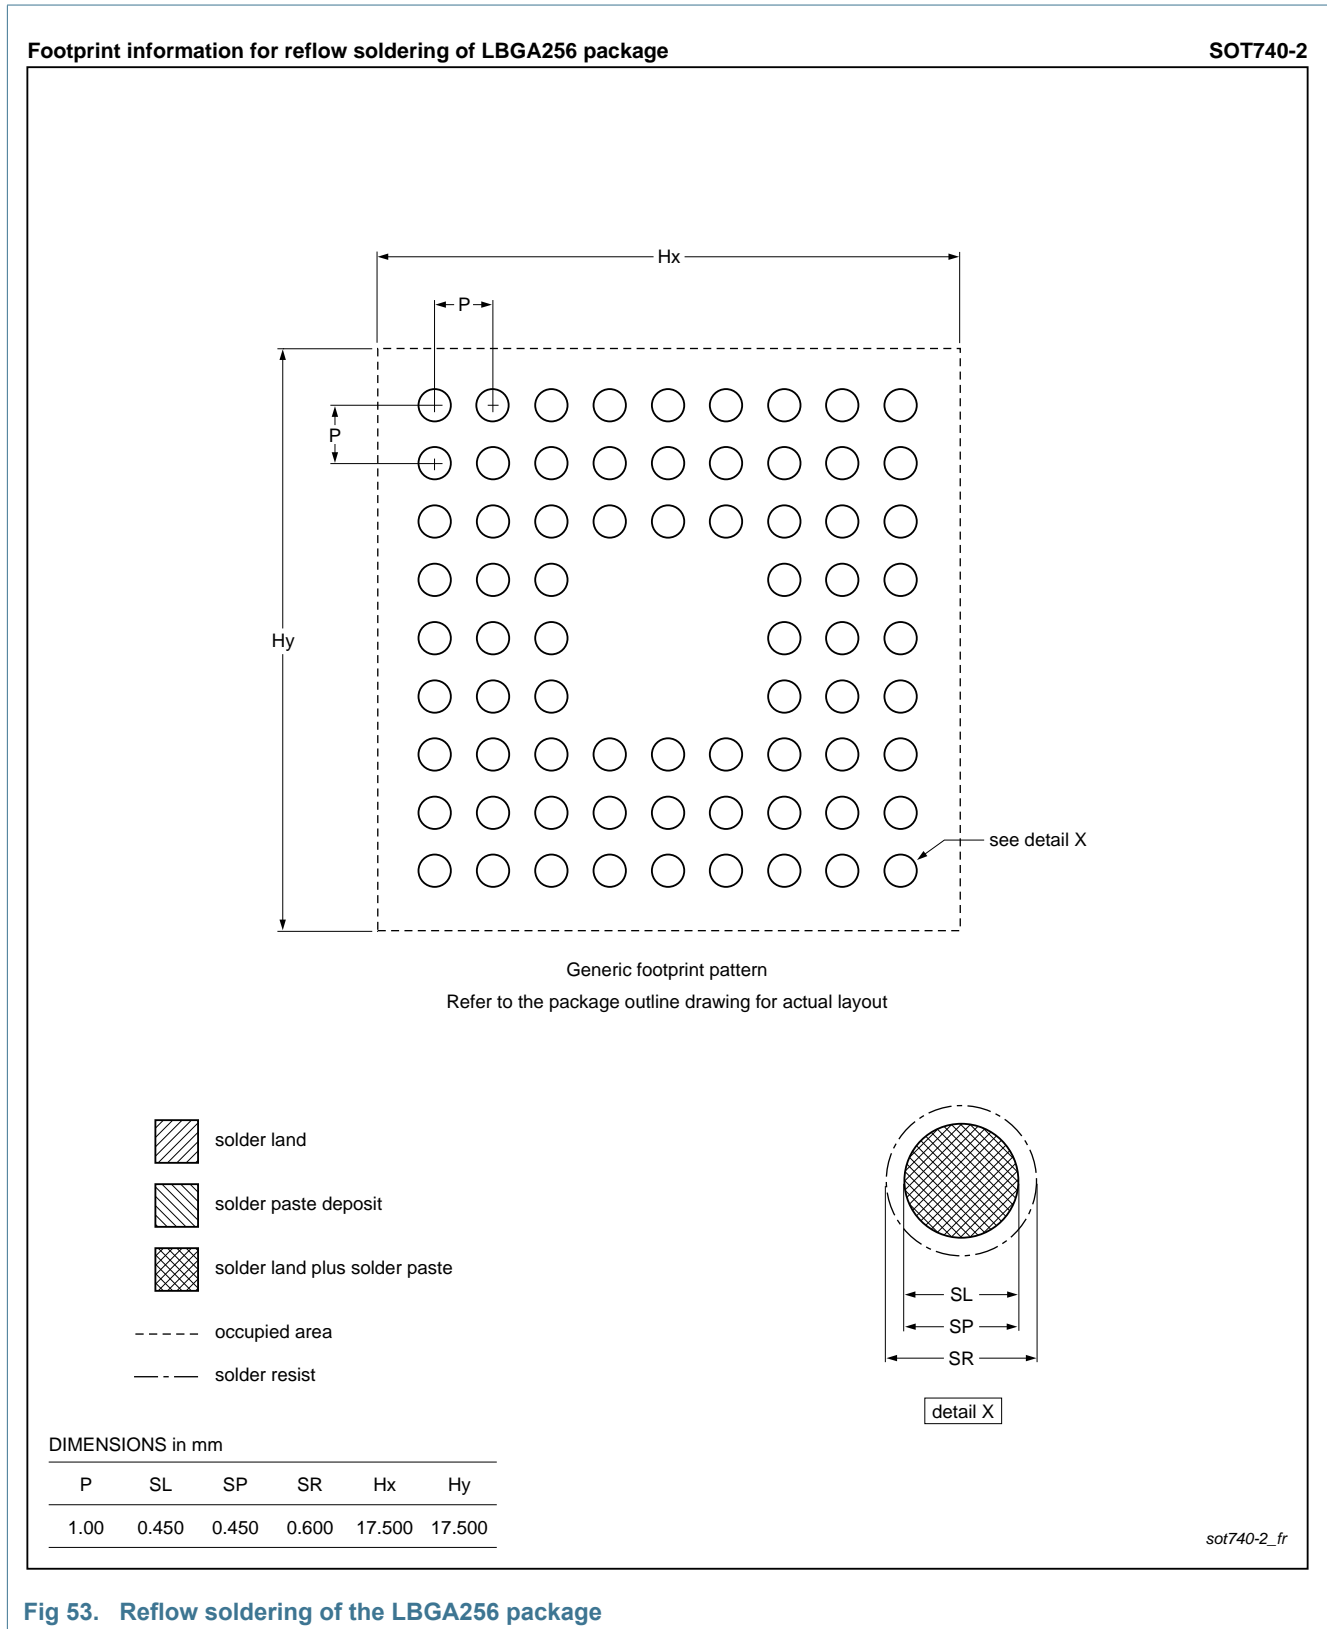 Footprint information for reflow soldering of LBGA256 package SOT740-2
Hx
P
P
Hy
see detail X
Generic footprint pattern
Refer to the package outline drawing for actual layout
solder land
solder paste deposit
solder land plus solder paste
occupied area
solder resist
SL
SP
SR
detail X
DIMENSIONS in mm
P SL SP SR Hx Hy
1.00 0.450 0.450 0.600 17.500 17.500
sot740-2_fr
Fig 53. Reflow soldering of the LBGA256 package